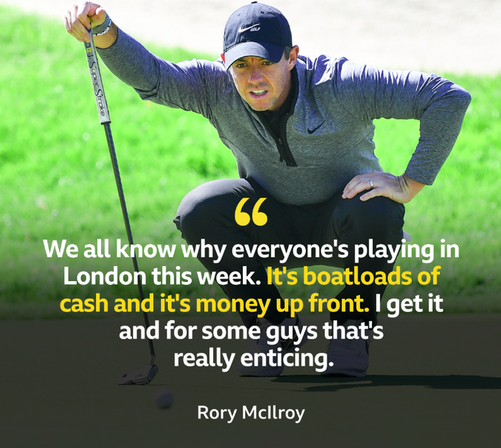 We all know why everyone's playing in
London this week. It's boatloads of
cash and it's money up front. I get it
and for some guys that's
really enticing.
Rory McIlroy